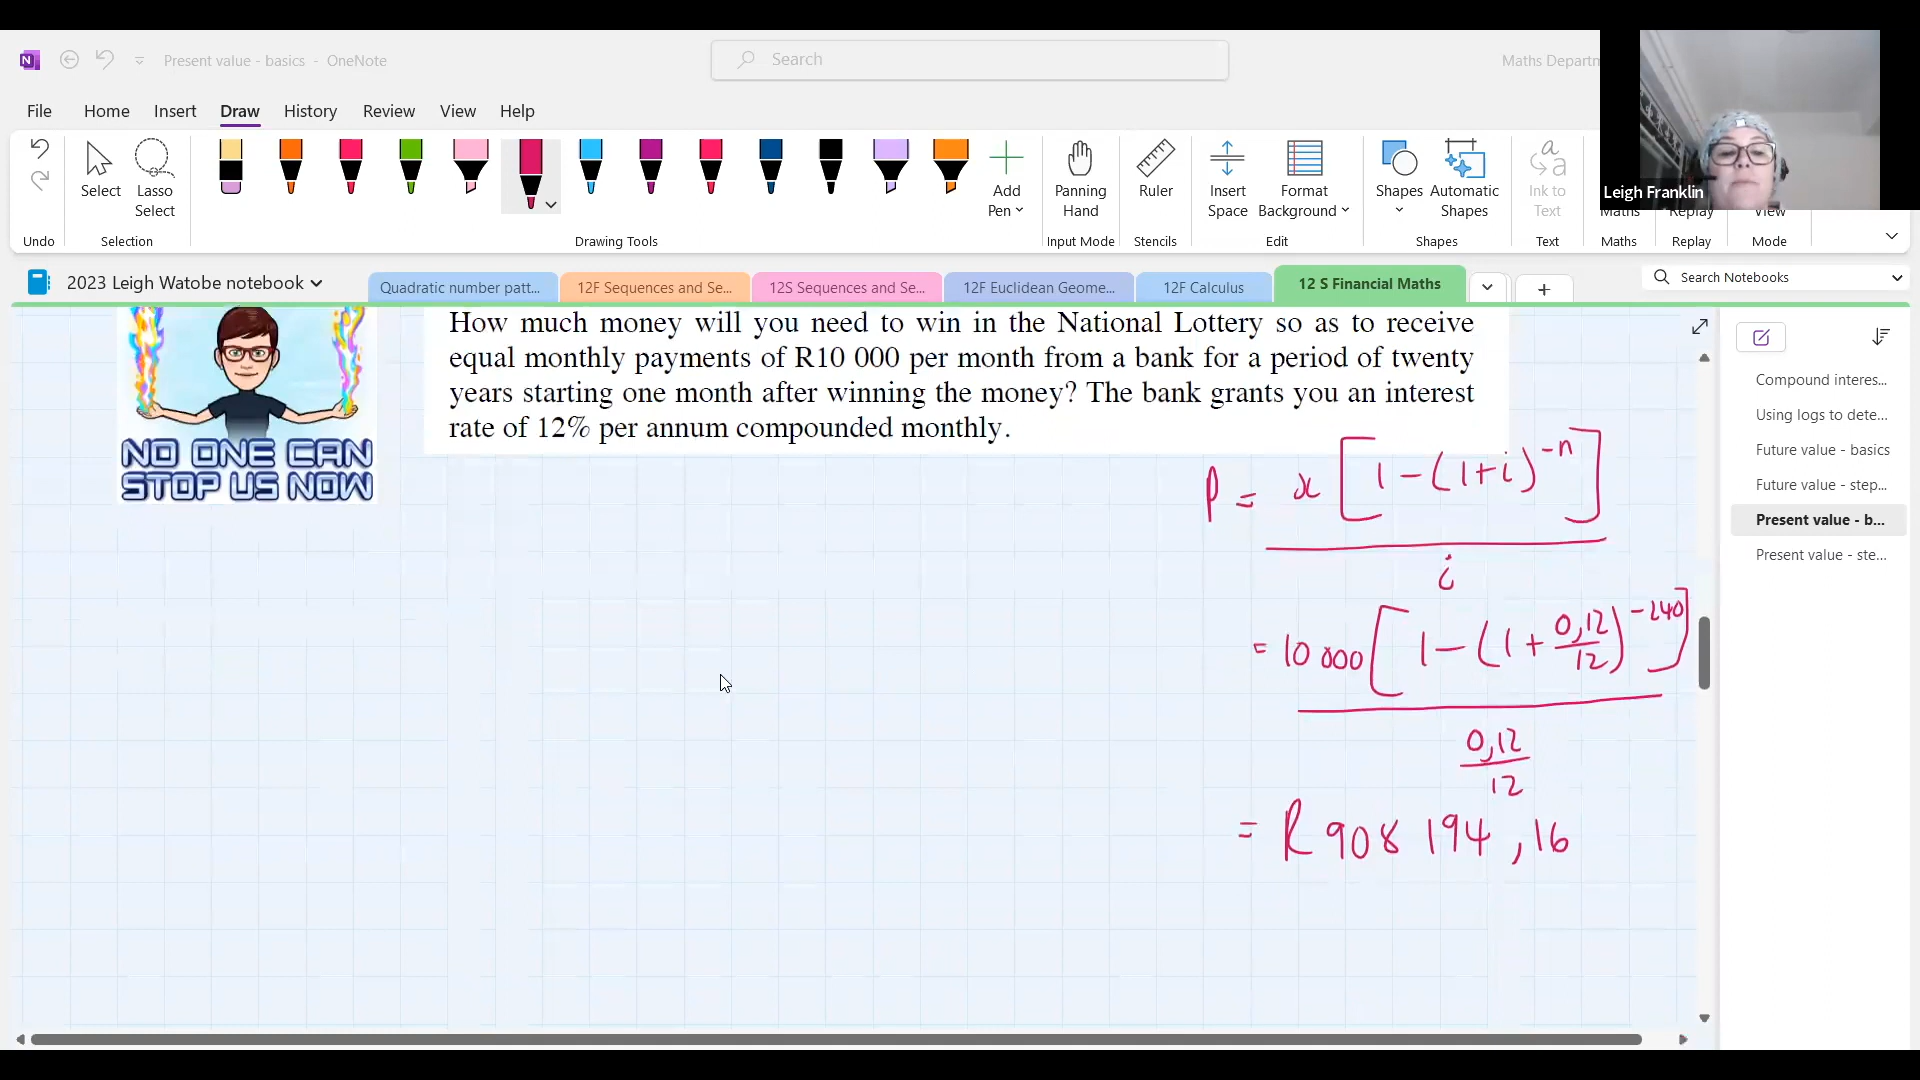 Present value - basics - OneNote
Search
Maths Departn
File Home Insert Draw History Review View Help
Undo
Select
Lasso Select
Selection
Drawing Tools
Add Pen
Panning Hand
Input Mode
Ruler
Stencils
Insert Space
Format Background
Edit
Shapes
Automatic Shapes
Shapes
Ink to Text
Text
Maths
Maths
Replay
Replay
View
Mode
Leigh Franklin
2023 Leigh Watobe notebook
Quadratic number patt...
12F Sequences and Se...
12S Sequences and Se...
12F Euclidean Geome...
12F Calculus
12 S Financial Maths
+
Search Notebooks
How much money will you need to win in the National Lottery so as to receive
equal monthly payments of R10 000 per month from a bank for a period of twenty
years starting one month after winning the money? The bank grants you an interest
rate of 12% per annum compounded monthly.
NO ONE CAN
STOP US NOW
P = x[1-(1+i)^-n]
i
= 10 000[1-(1+0,12/12)^-240]
0,12
12
= R 908 194,16
Compound interes...
Using logs to dete...
Future value - basics
Future value - step...
Present value - b...
Present value - ste...